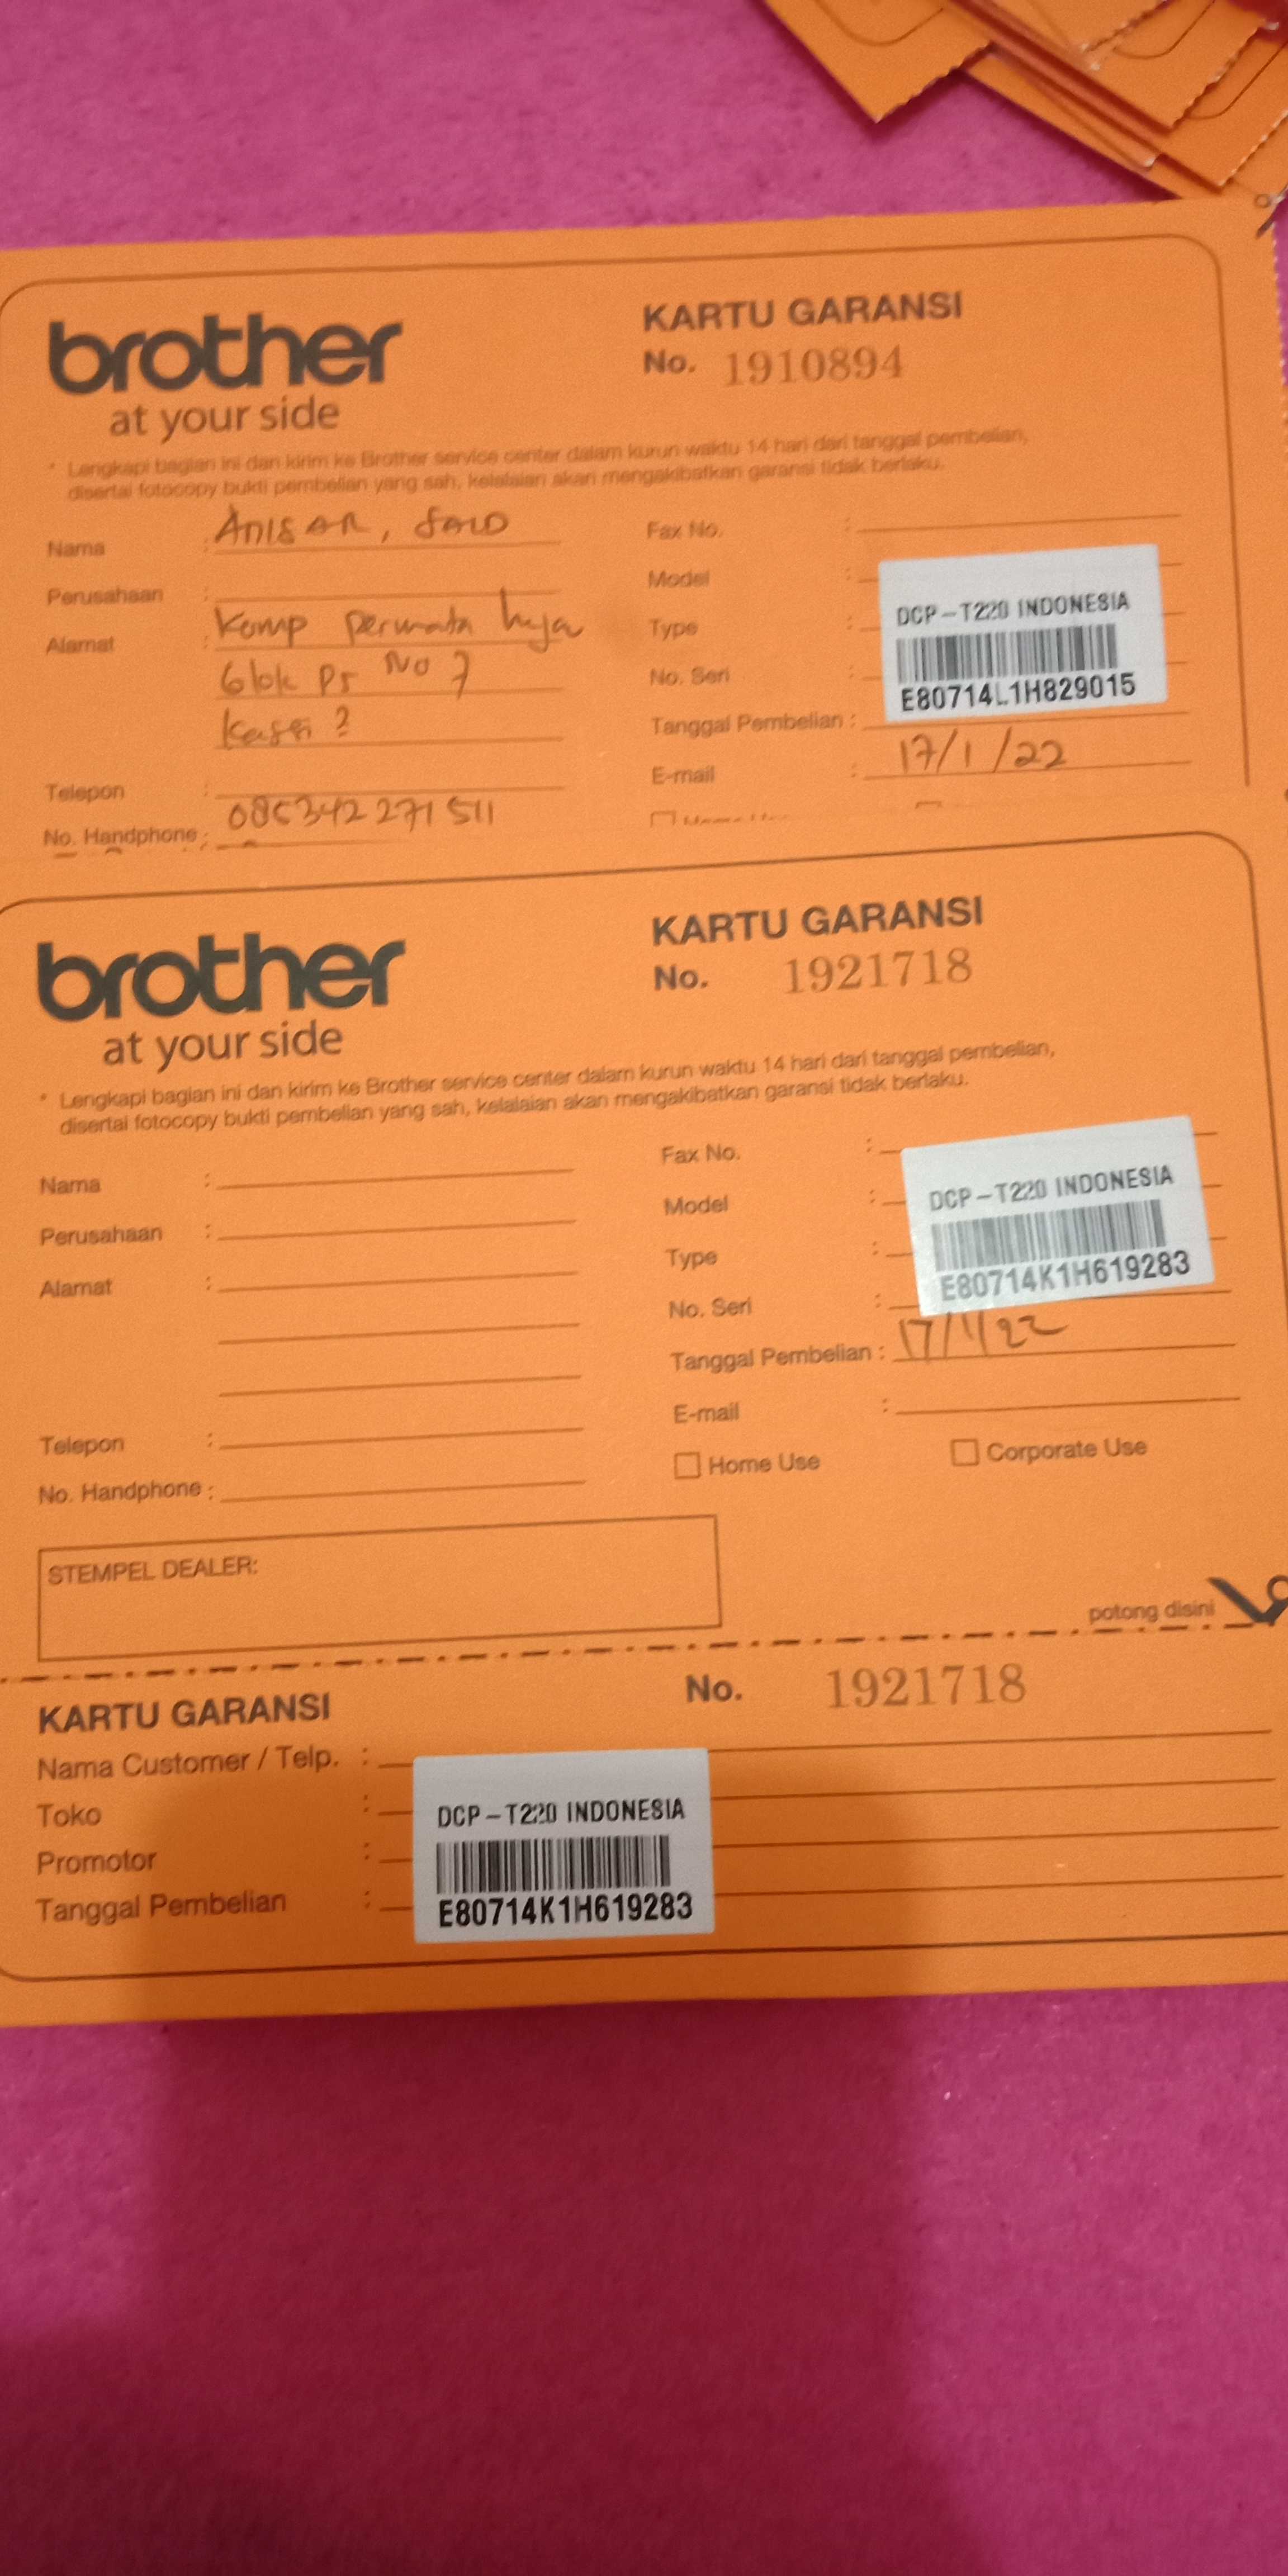 brother
at your side
KARTU GARANSI
No. 1910894
* Lengkapi bagian ini dan kirim ke Brother service center dalam kurun waktu 14 hari dari tanggal pembelian,
disertai fotocopy bukti pembelian yang sah, kelalaian akan mengakibatkan garansi tidak berlaku.
Nama :
Perusahaan :
Alamat : Komp permata
Blok No 7
Telepon :
No. Handphone :
Fax No. :
Model :
Type :
No. Seri :
DCP-T220 INDONESIA
E80714L1H829015
Tanggal Pembelian :
17/1/22
E-mail :
brother
at your side
KARTU GARANSI
No. 1921718
* Lengkapi bagian ini dan kirim ke Brother service center dalam kurun waktu 14 hari dari tanggal pembelian,
disertai fotocopy bukti pembelian yang sah, kelalaian akan mengakibatkan garansi tidak berlaku.
Nama :
Perusahaan :
Alamat :
Telepon :
No. Handphone :
Fax No. :
Model :
Type :
No. Seri :
DCP-T220 INDONESIA
E80714K1H619283
Tanggal Pembelian : 17/1/22
E-mail :
Home Use
Corporate Use
STEMPEL DEALER:
potong disini
KARTU GARANSI
No. 1921718
Nama Customer / Telp. :
Toko :
Promotor :
Tanggal Pembelian :
DCP-T220 INDONESIA
E80714K1H619283